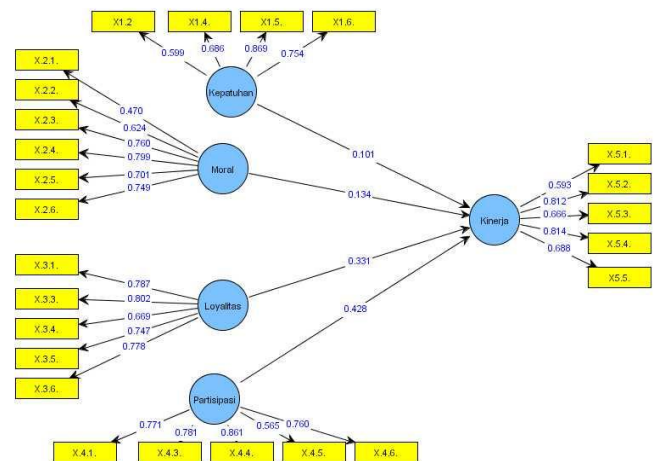 X1.2
X1.4.
X1.5.
X1.6.
0.599
0.686
0.869
0.754
Kepatuhan
X.2.1.
X.2.2.
X.2.3.
X.2.4.
X.2.5.
X.2.6.
0.470
0.624
0.760
0.799
0.701
0.749
Moral
0.101
0.134
0.331
0.428
Kinerja
0.593
0.812
0.666
0.814
0.688
X.5.1.
X.5.2.
X.5.3.
X.5.4.
X5.5.
X.3.1.
X.3.3.
X.3.4.
X.3.5.
X.3.6.
0.787
0.802
0.669
0.747
0.778
Loyalitas
Partisipasi
0.771
0.781
0.861
0.565
0.760
X.4.1.
X.4.3.
X.4.4.
X.4.5.
X.4.6.